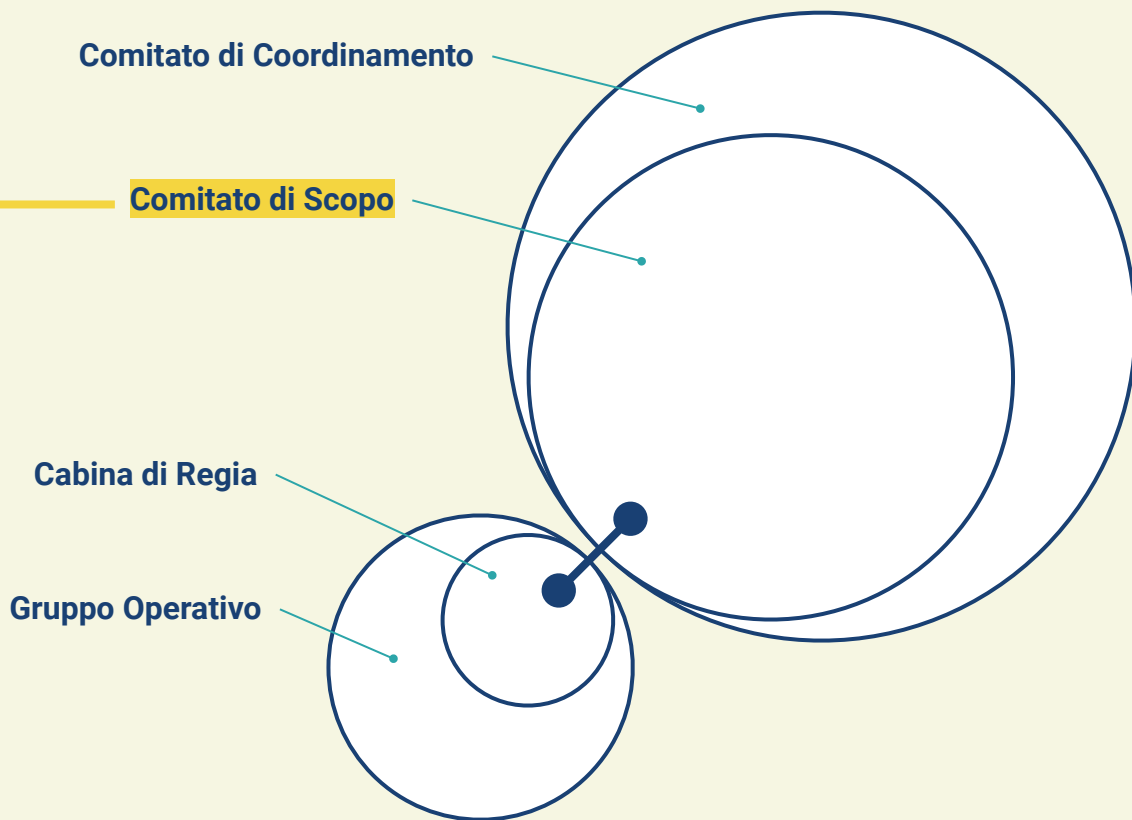 Comitato di Coordinamento
Comitato di Scopo
Cabina di Regia
Gruppo Operativo